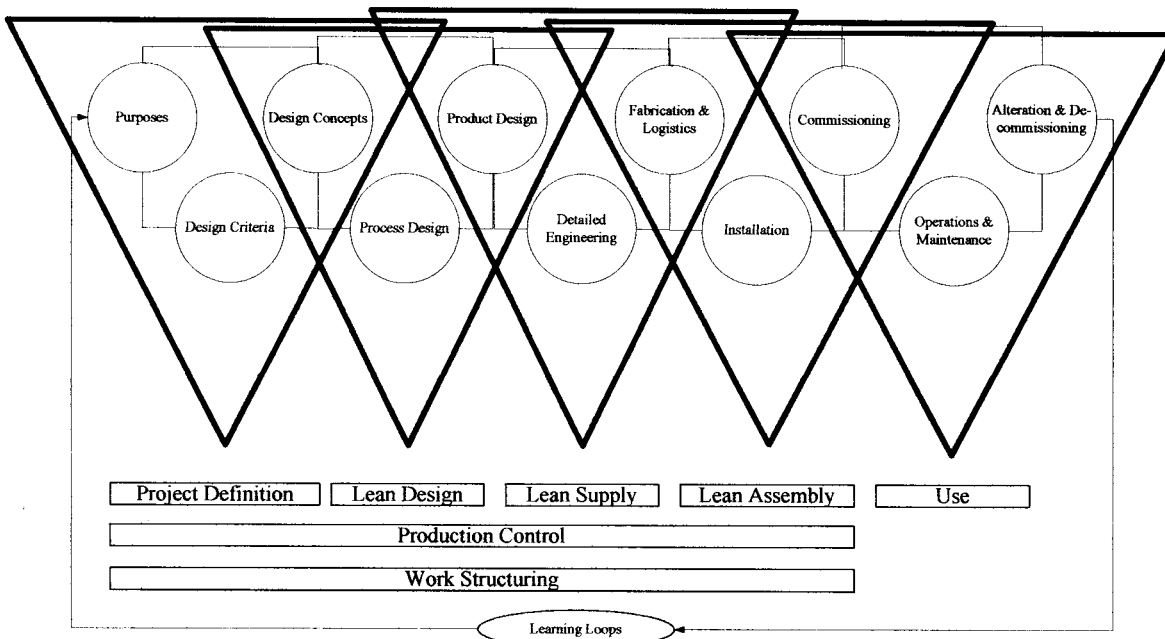 Purposes
Design Concepts
Product Design
Fabrication &
Logistics
Commissioning
Alteration & De-
commissioning
Design Criteria
Process Design
Detailed
Engineering
Installation
Operations &
Maintenance
Project Definition
Lean Design
Lean Supply
Lean Assembly
Use
Production Control
Work Structuring
Learning Loops